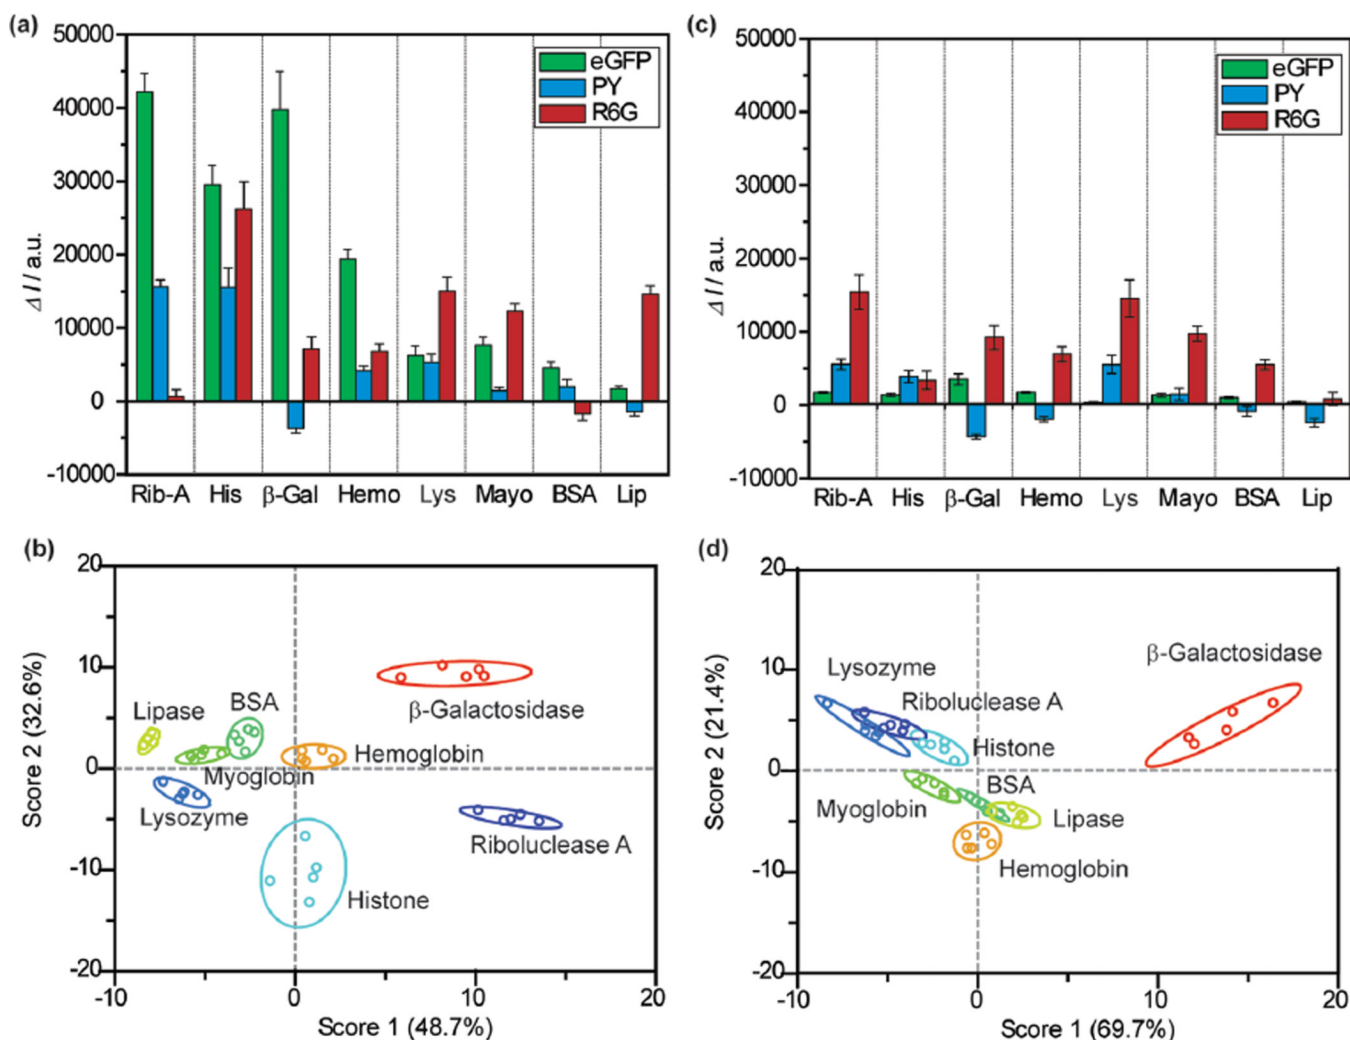 (a)
50000
40000
30000
20000
10000
0
-10000
Δ I / a.u.
eGFP
PY
R6G
Rib-A His β-Gal Hemo Lys Mayo BSA Lip
(c)
50000
40000
30000
20000
10000
0
-10000
Δ I / a.u.
eGFP
PY
R6G
Rib-A His β-Gal Hemo Lys Mayo BSA Lip
(b)
20
10
0
-10
-20
Score 2 (32.6%)
Lipase
BSA
β-Galactosidase
Hemoglobin
Myoglobin
Lysozyme
Riboluclease A
Histone
-10 0 10 20
Score 1 (48.7%)
(d)
20
10
0
-10
-20
Score 2 (21.4%)
β-Galactosidase
Lysozyme
Riboluclease A
Histone
BSA
Myoglobin
Lipase
Hemoglobin
-10 0 10 20
Score 1 (69.7%)